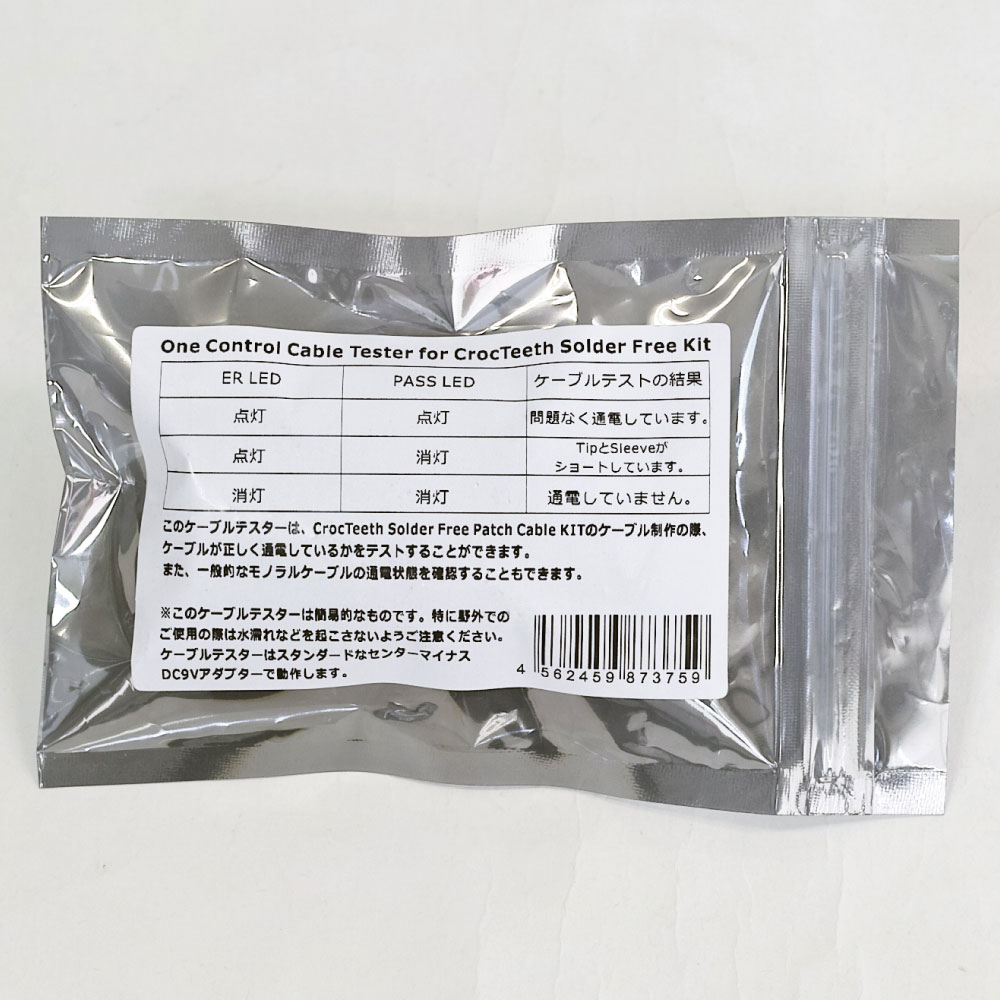 One Control Cable Tester for CrocTeeth Solder Free Kit
ER LED PASS LED ケーブルテストの結果
点灯 点灯 問題なく通電しています。
点灯 消灯 TipとSleeveが
ショートしています。
消灯 消灯 通電していません。
このケーブルテスターは、CrocTeeth Solder Free Patch Cable KITのケーブル制作の際、
ケーブルが正しく通電しているかをテストすることができます。
また、一般的なモノラルケーブルの通電状態を確認することもできます。
※このケーブルテスターは簡易的なものです。特に野外での
ご使用の際は水濡れなどを起こさないようご注意ください。
ケーブルテスターはスタンダードなセンターマイナス
DC9Vアダプターで動作します。
4 562459 873759